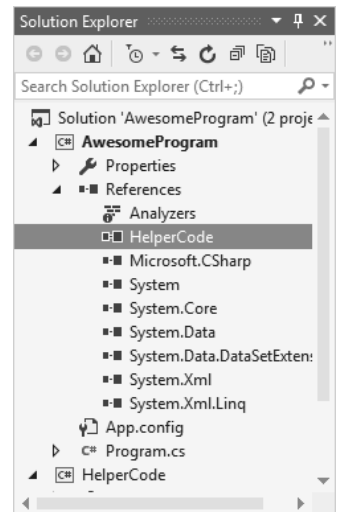 Solution Explorer
Search Solution Explorer (Ctrl+;)
Solution 'AwesomeProgram' (2 proje
C# AwesomeProgram
Properties
References
Analyzers
HelperCode
Microsoft.CSharp
System
System.Core
System.Data
System.Data.DataSetExten
System.Xml
System.Xml.Linq
App.config
C# Program.cs
C# HelperCode